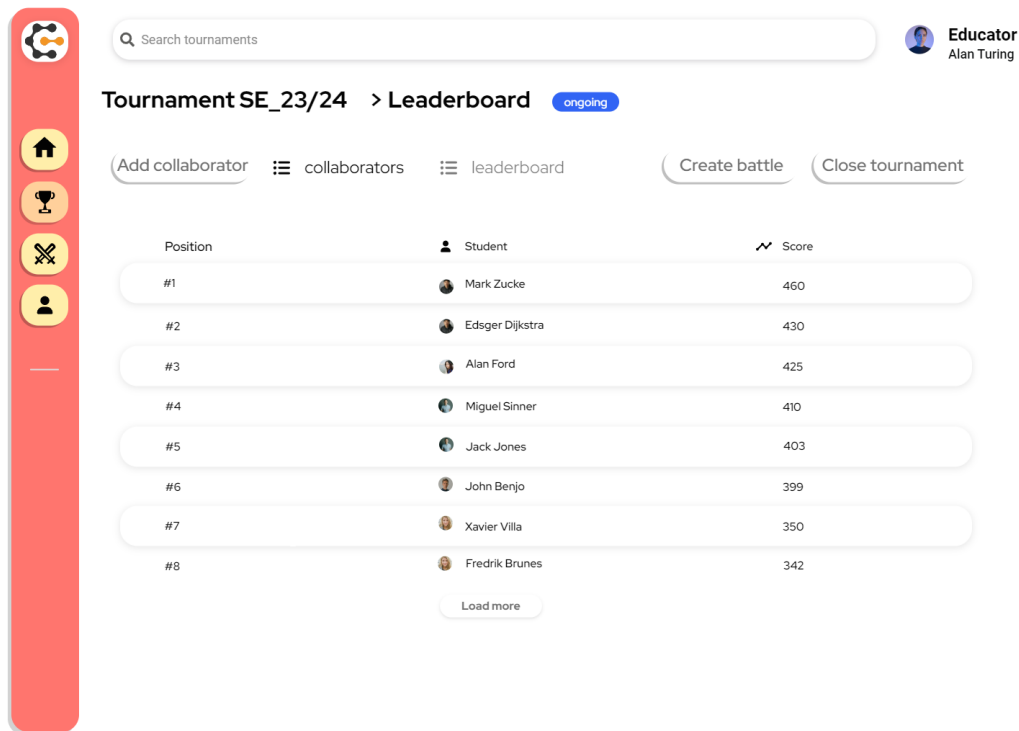 Search tournaments
Educator
Alan Turing
Tournament SE_23/24 > Leaderboard ongoing
Add collaborator collaborators leaderboard Create battle Close tournament
Position Student Score
#1 Mark Zucke 460
#2 Edsger Dijkstra 430
#3 Alan Ford 425
#4 Miguel Sinner 410
#5 Jack Jones 403
#6 John Benjo 399
#7 Xavier Villa 350
#8 Fredrik Brunes 342
Load more